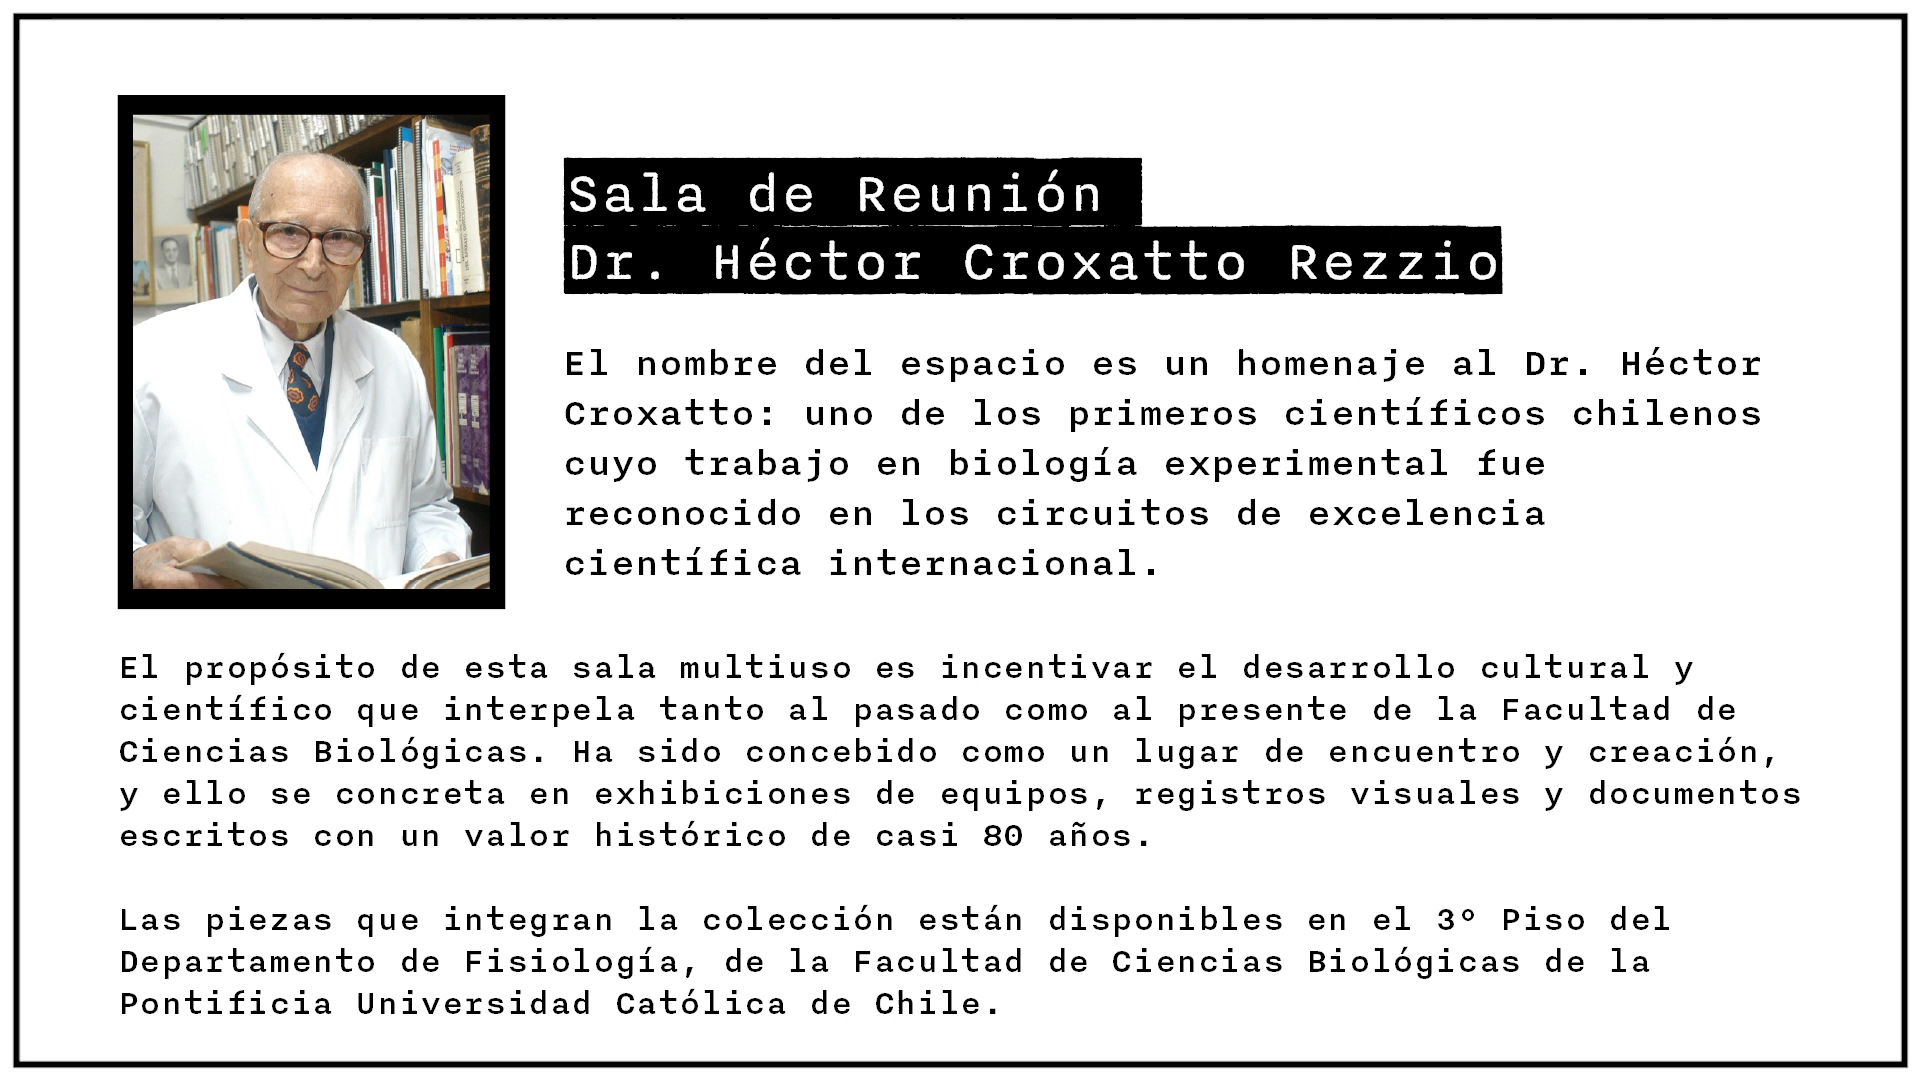 Sala de Reunión
Dr. Héctor Croxatto Rezzio
El nombre del espacio es un homenaje al Dr. Héctor
Croxatto: uno de los primeros científicos chilenos
cuyo trabajo en biología experimental fue
reconocido en los circuitos de excelencia
científica internacional.
El propósito de esta sala multiuso es incentivar el desarrollo cultural y
científico que interpela tanto al pasado como al presente de la Facultad de
Ciencias Biológicas. Ha sido concebido como un lugar de encuentro y creación,
y ello se concreta en exhibiciones de equipos, registros visuales y documentos
escritos con un valor histórico de casi 80 años.
Las piezas que integran la colección están disponibles en el 3º Piso del
Departamento de Fisiología, de la Facultad de Ciencias Biológicas de la
Pontificia Universidad Católica de Chile.